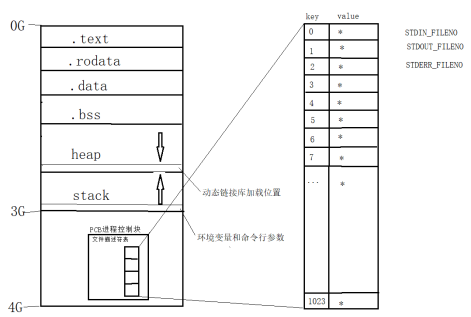 0G
.text
.rodata
.data
.bss
heap
stack
3G
4G
动态链接库加载位置
环境变量和命令行参数
PCB进程控制块
文件描述符表
key value
0 * STDIN_FILENO
1 * STDOUT_FILENO
2 * STDERR_FILENO
3 *
4 *
5 *
6 *
7 *
... *
1023 *